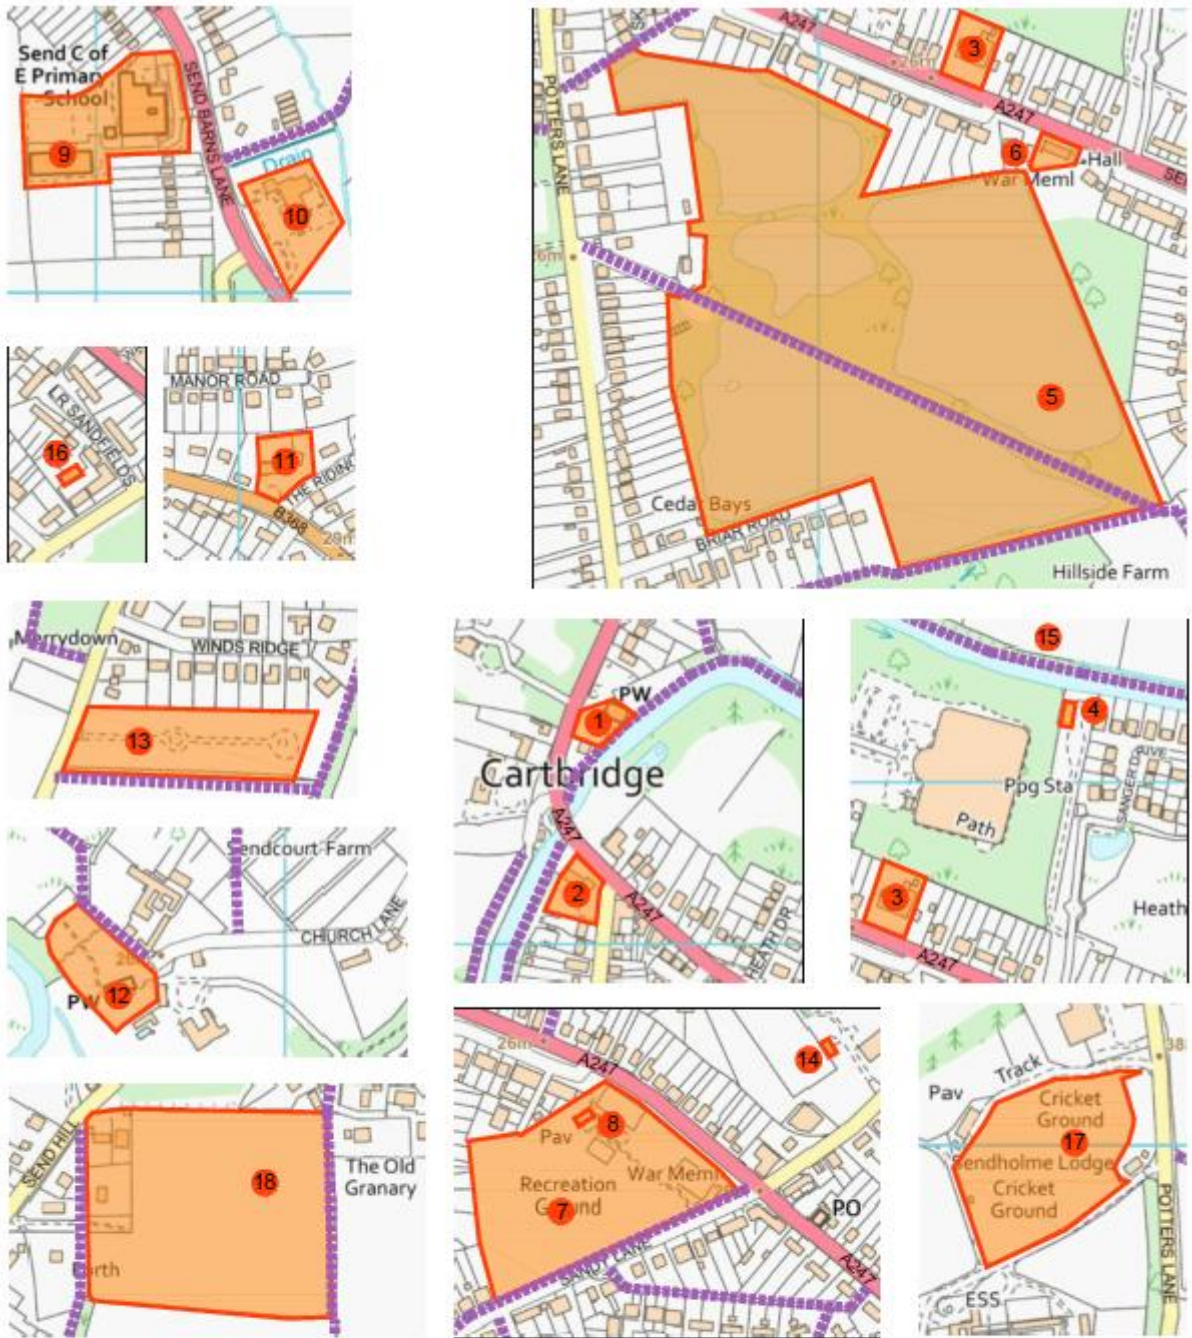 Send C of
E Primary
School
SEND BARNS LANE
Drain
9
10
A247
3
26m
POTTERS LANE
A247
6
Hall
War Meml
SE
26m
5
Cedar Bays
BRIAR ROAD
Hillside Farm
LR SANDFIELDS
16
MANOR ROAD
11
THE RIDING
B368
29m
Merrydown
WINDS RIDGE
13
PW
1
Cartbridge
A247
2
A247
HEATH DR
15
4
Ppg Sta
SANGER DRIVE
Path
3
Heath
A247
Sendcourt Farm
CHURCH LANE
PW
12
26m
A247
14
8
Pav
War Meml
Recreation
Ground
7
PO
SANDY LANE
A247
38
Track
Pav
Cricket
Ground
17
Sendholme Lodge
Cricket
Ground
POTTERS LANE
ESS
SEND HILL
18
The Old
Granary